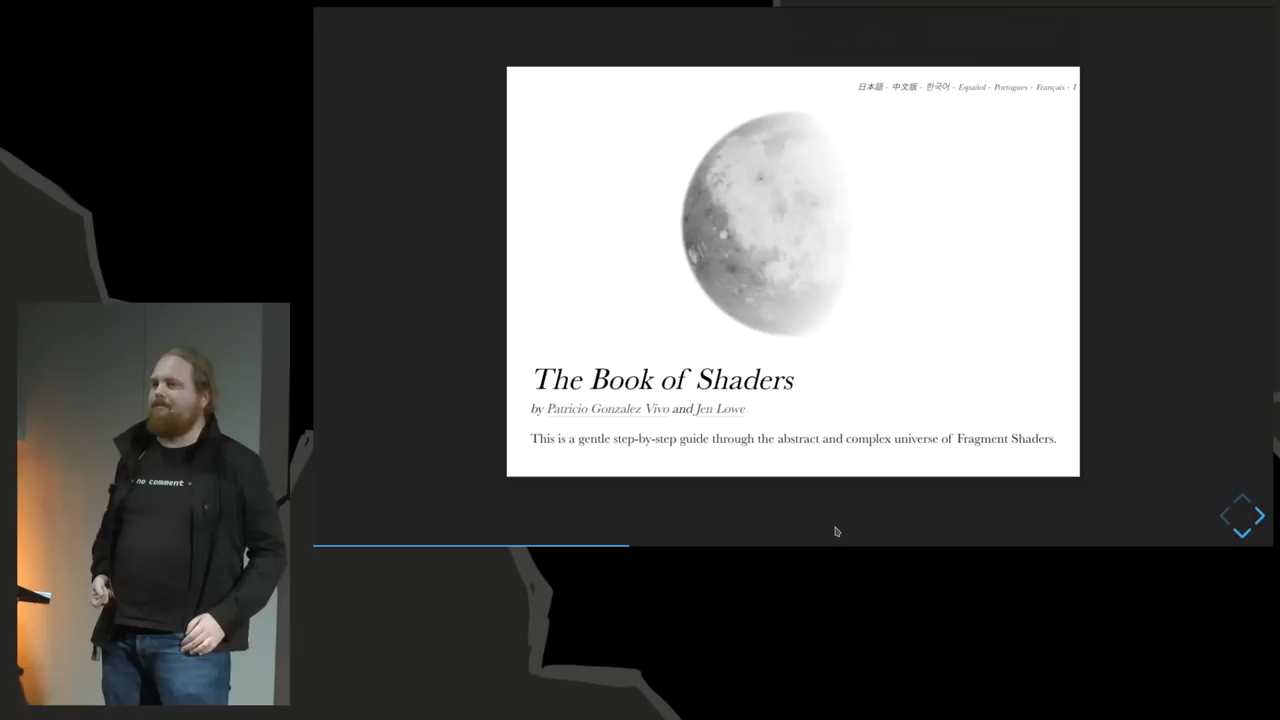 日本語 - 中文版 - 한국어 - Español - Portugues - Français -
The Book of Shaders
by Patricio Gonzalez Vivo and Jen Lowe
This is a gentle step-by-step guide through the abstract and complex universe of Fragment Shaders.
no comment